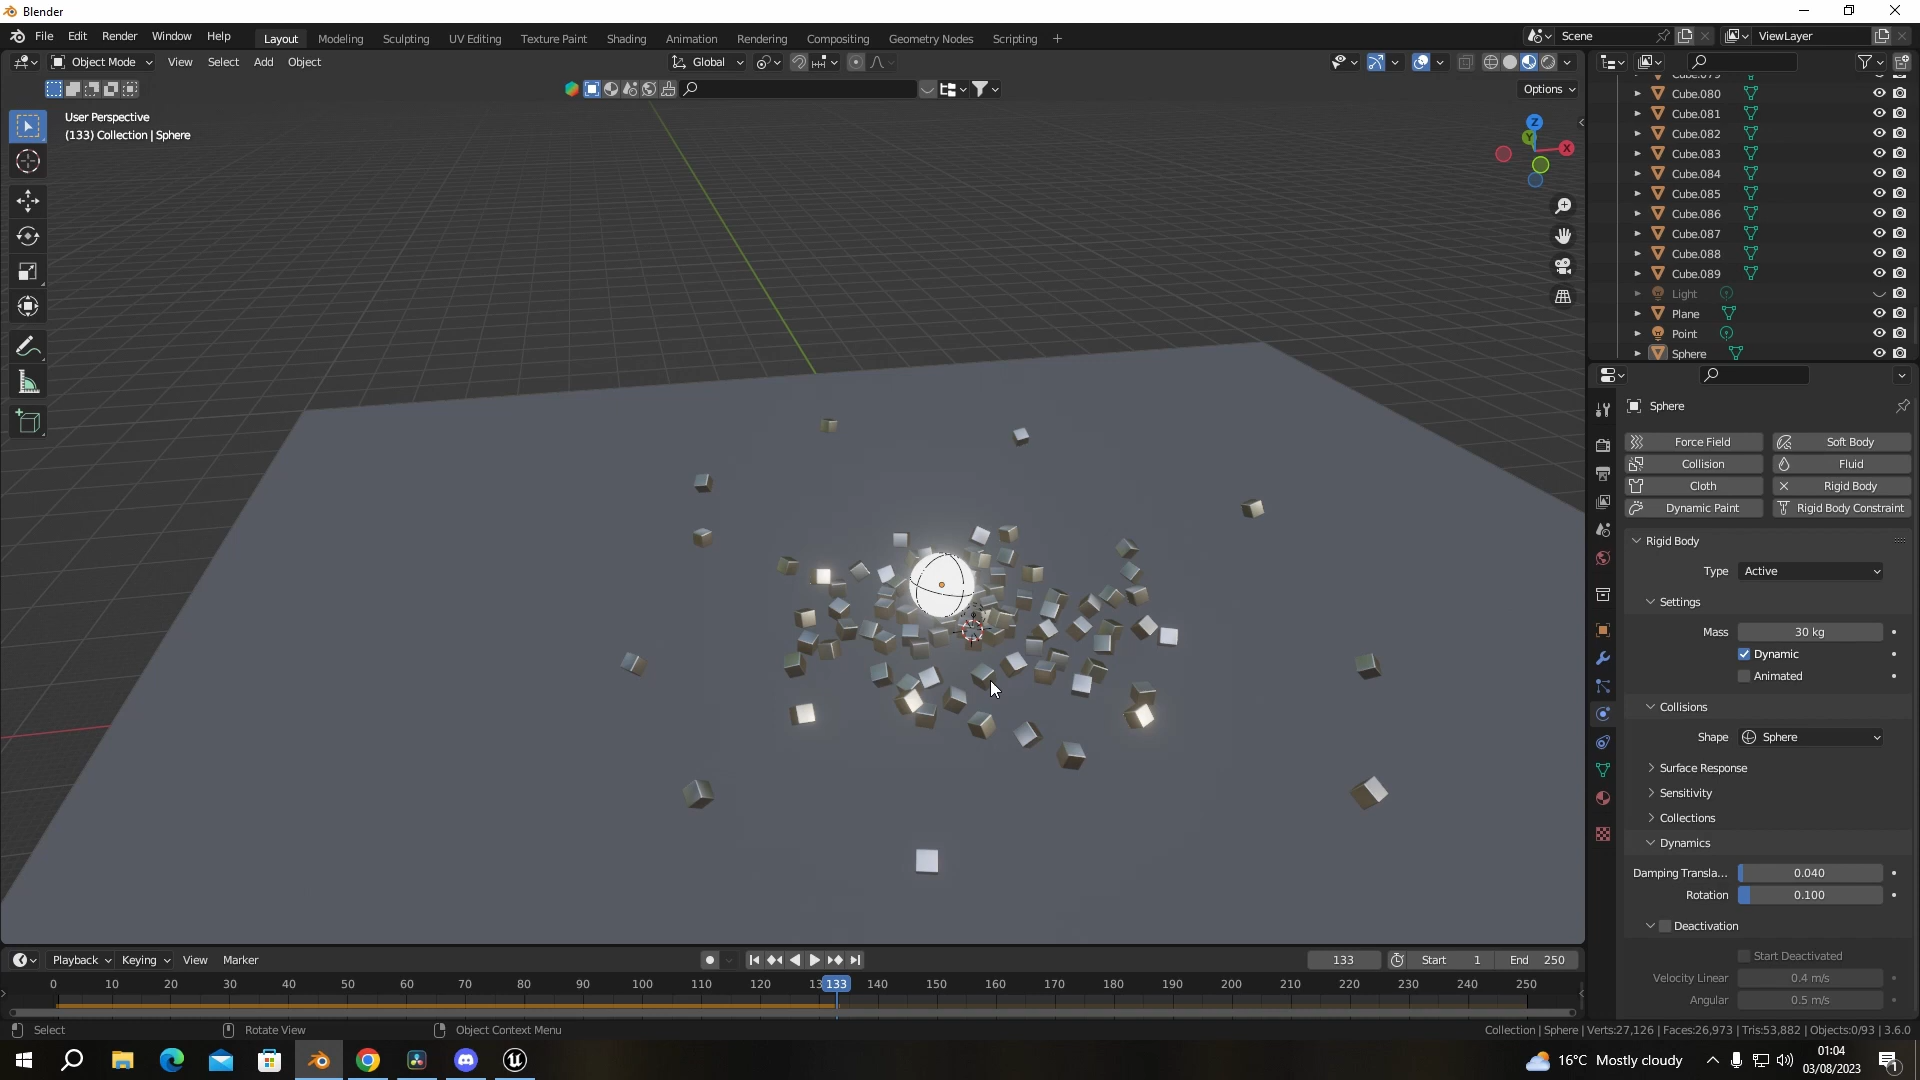 Blender
File Edit Render Window Help
Layout Modeling Sculpting UV Editing Texture Paint Shading Animation Rendering Compositing Geometry Nodes Scripting +
Scene
ViewLayer
Object Mode View Select Add Object
Global
Options
User Perspective
(133) Collection | Sphere
Z
Y
X
Cube.079
Cube.080
Cube.081
Cube.082
Cube.083
Cube.084
Cube.085
Cube.086
Cube.087
Cube.088
Cube.089
Light
Plane
Point
Sphere
Sphere
Force Field Soft Body
Collision Fluid
Cloth Rigid Body
Dynamic Paint Rigid Body Constraint
Rigid Body
Type Active
Settings
Mass 30 kg
Dynamic
Animated
Collisions
Shape Sphere
Surface Response
Sensitivity
Collections
Dynamics
Damping Transla... 0.040
Rotation 0.100
Deactivation
Start Deactivated
Velocity Linear 0.4 m/s
Angular 0.5 m/s
Playback Keying View Marker
133 Start 1 End 250
0 10 20 30 40 50 60 70 80 90 100 110 120 133 140 150 160 170 180 190 200 210 220 230 240 250
Select Rotate View Object Context Menu
Collection | Sphere | Verts:27,126 | Faces:26,973 | Tris:53,882 | Objects:0/93 | 3.6.0
16°C Mostly cloudy
01:04
03/08/2023
1